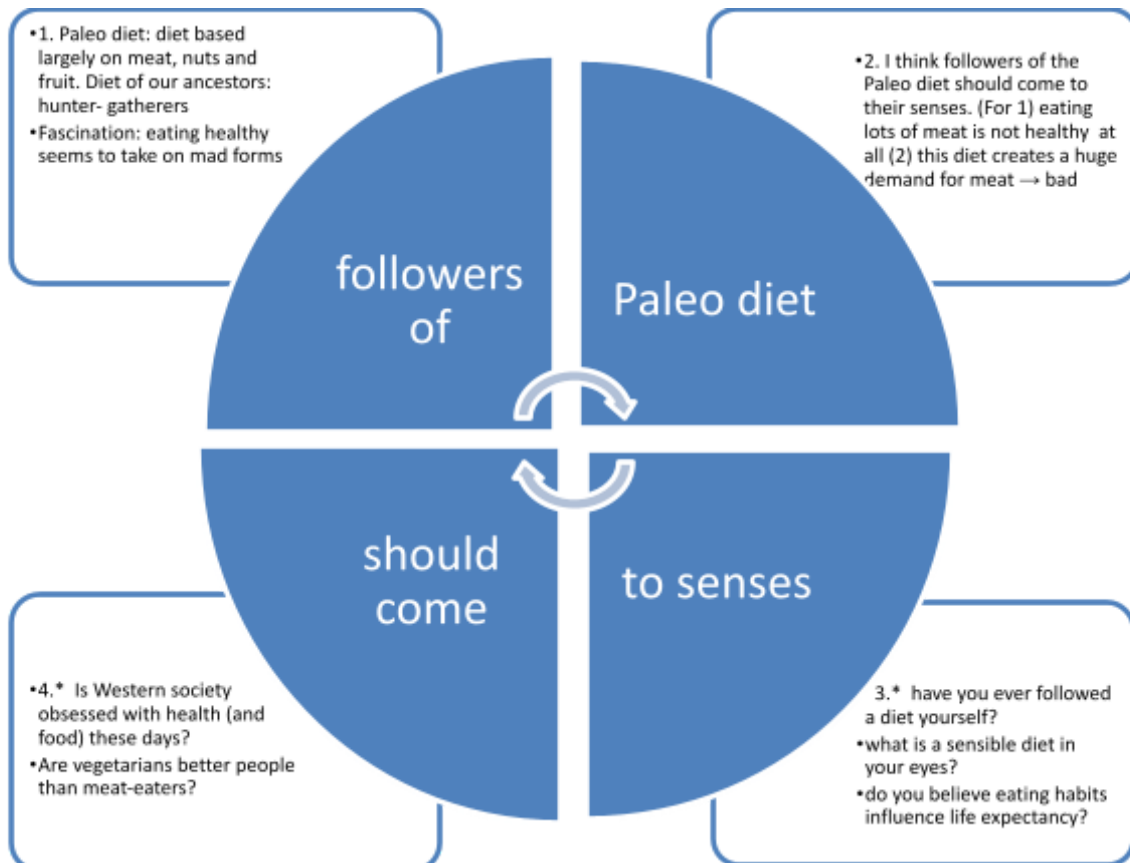 •1. Paleo diet: diet based
largely on meat, nuts and
fruit. Diet of our ancestors:
hunter- gatherers
•Fascination: eating healthy
seems to take on mad forms
•2. I think followers of the
Paleo diet should come to
their senses. (For 1) eating
lots of meat is not healthy at
all (2) this diet creates a huge
demand for meat → bad
followers
of
Paleo diet
should
come
to senses
•4.* Is Western society
obsessed with health (and
food) these days?
•Are vegetarians better people
than meat-eaters?
3.* have you ever followed
a diet yourself?
•what is a sensible diet in
your eyes?
•do you believe eating habits
influence life expectancy?